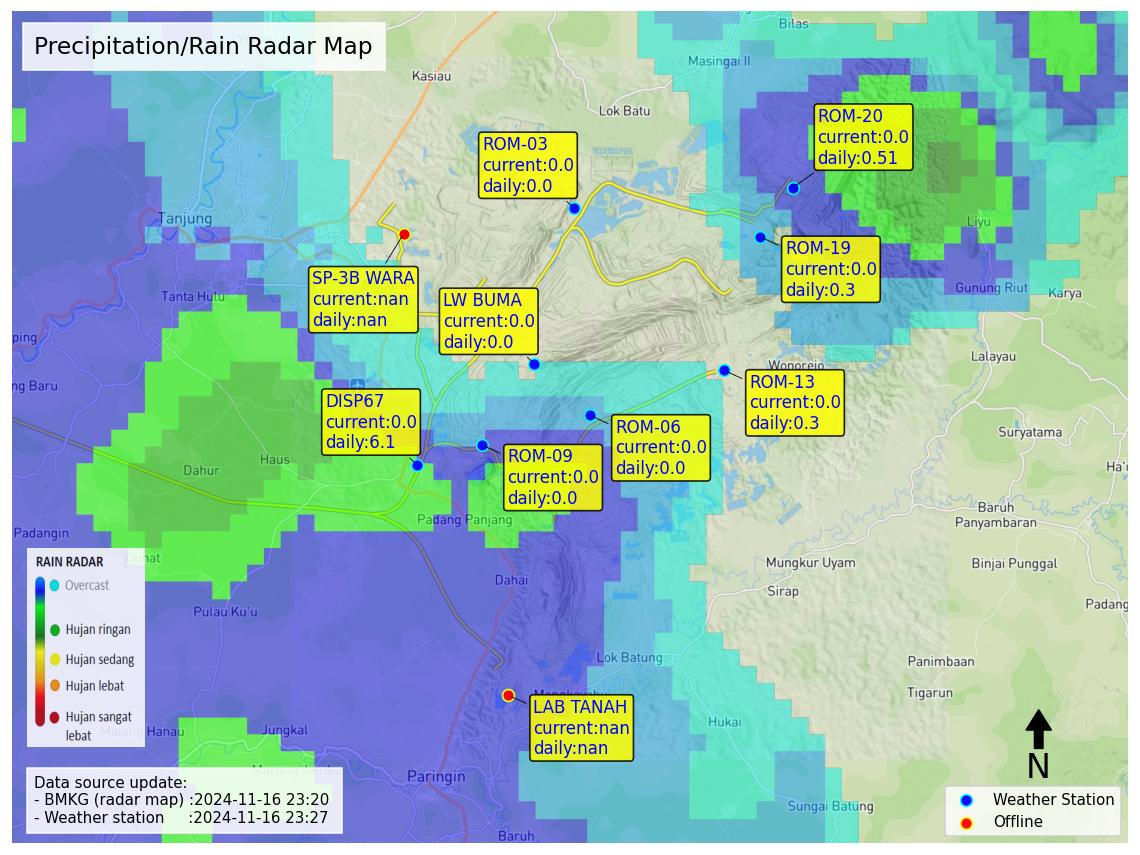 Precipitation/Rain Radar Map
Bilas
Masingai II
Kasiau
Lok Batu
ROM-20
current:0.0
daily:0.51
ROM-03
current:0.0
daily:0.0
Tanjung
Liyu
ROM-19
current:0.0
daily:0.3
SP-3B WARA
current:nan
daily:nan
Tanta Hulu
Gunung Riut
Karya
LW BUMA
current:0.0
daily:0.0
ping
Lalayau
Wonorejo
ng Baru
ROM-13
current:0.0
daily:0.3
DISP67
current:0.0
daily:6.1
ROM-06
current:0.0
daily:0.0
Suryatama
ROM-09
current:0.0
daily:0.0
Haus
Dahur
Ha'u
Baruh
Panyambaran
Padang Panjang
Padangin
Mungkur Uyam
Binjai Punggal
RAIN RADAR
Overcast
Hujan ringan
Hujan sedang
Hujan lebat
Hujan sangat
lebat
Dahai
Sirap
Padang
Pulau Ku'u
Lok Batung
Panimbaan
Tigarun
LAB TANAH
current:nan
daily:nan
Hukai
Hanau
Jungkal
Paringin
N
Data source update:
- BMKG (radar map) :2024-11-16 23:20
- Weather station :2024-11-16 23:27
Sungai Batung
Baruh
Weather Station
Offline